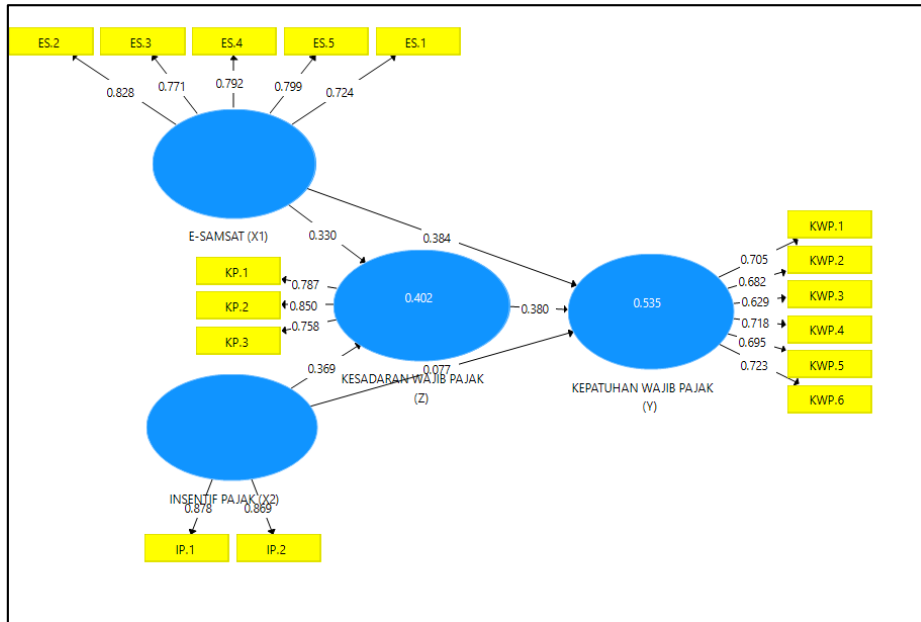 ES.2 ES.3 ES.4 ES.5 ES.1
0.828 0.771 0.792 0.799 0.724
E-SAMSAT (X1)
0.330 0.384
KP.1
KP.2
KP.3
0.787
0.850
0.758
0.402
0.380
0.535
KWP.1
KWP.2
KWP.3
KWP.4
KWP.5
KWP.6
0.705
0.682
0.629
0.718
0.695
0.723
0.369 0.077
KESADARAN WAJIB PAJAK
(Z)
KEPATUHAN WAJIB PAJAK
(Y)
INSENTIF PAJAK (X2)
0.878 0.869
IP.1 IP.2